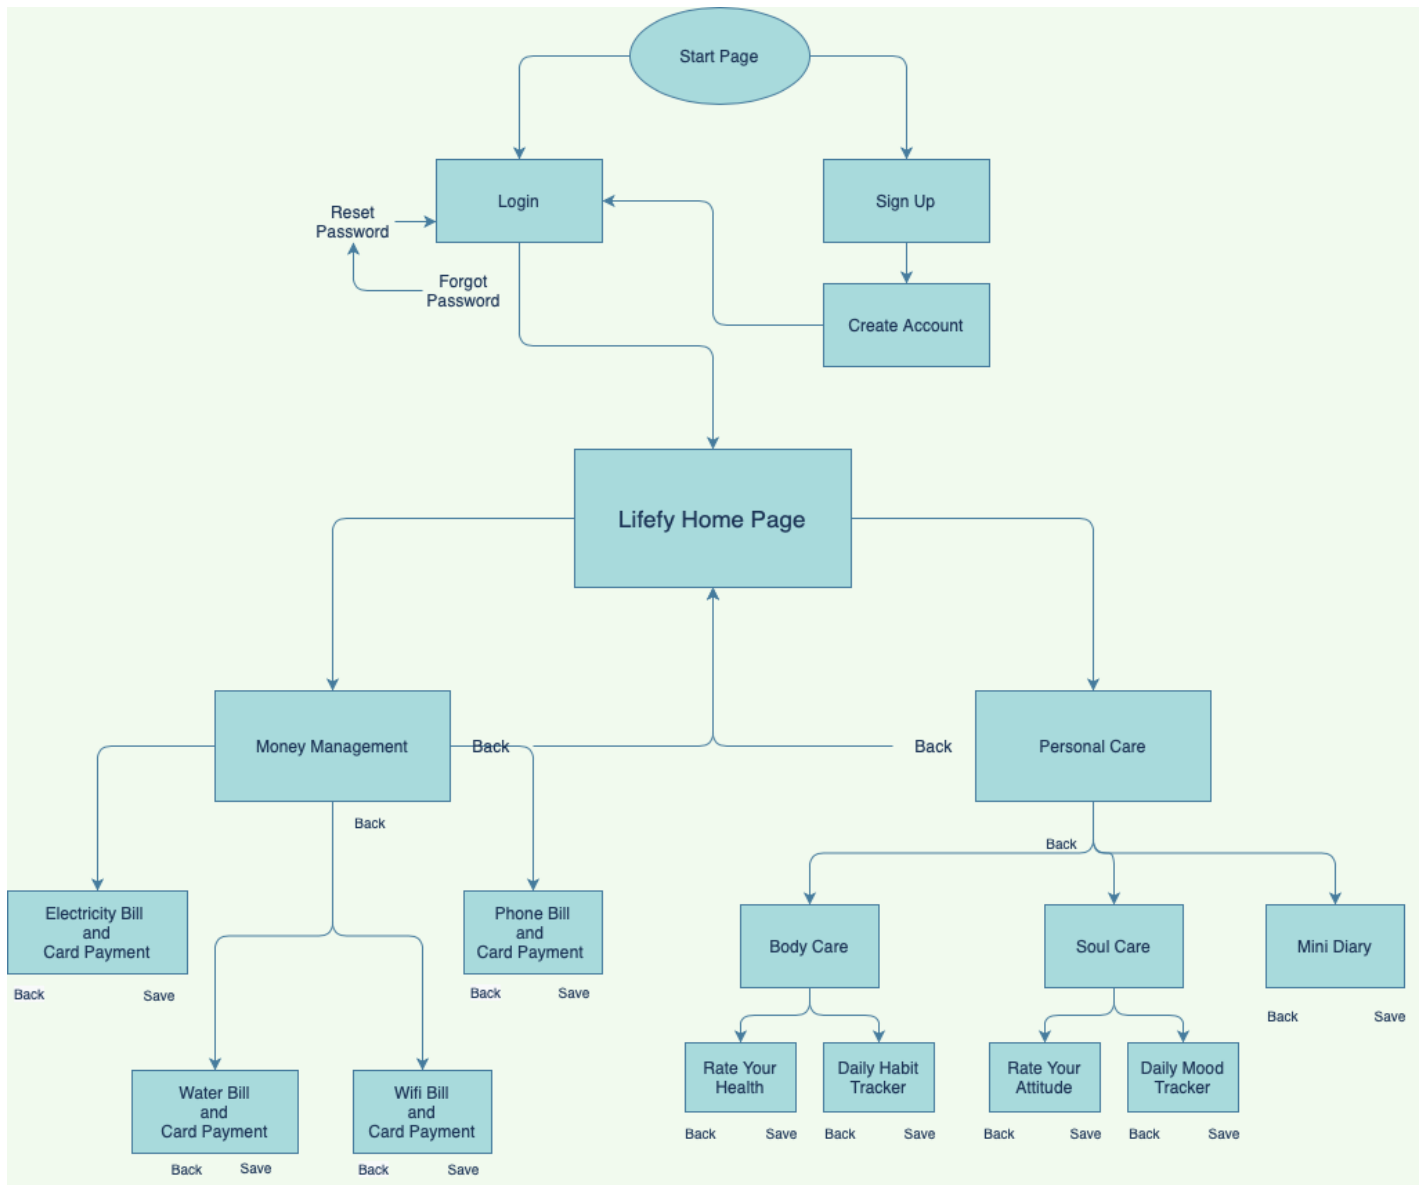 Start Page
Login
Sign Up
Reset
Password
Forgot
Password
Create Account
Lifefy Home Page
Money Management
Back
Back
Personal Care
Back
Back
Electricity Bill
and
Card Payment
Back
Save
Phone Bill
and
Card Payment
Back
Save
Body Care
Soul Care
Mini Diary
Back
Save
Water Bill
and
Card Payment
Back
Save
Wifi Bill
and
Card Payment
Back
Save
Rate Your
Health
Back
Save
Daily Habit
Tracker
Back
Save
Rate Your
Attitude
Back
Save
Daily Mood
Tracker
Back
Save